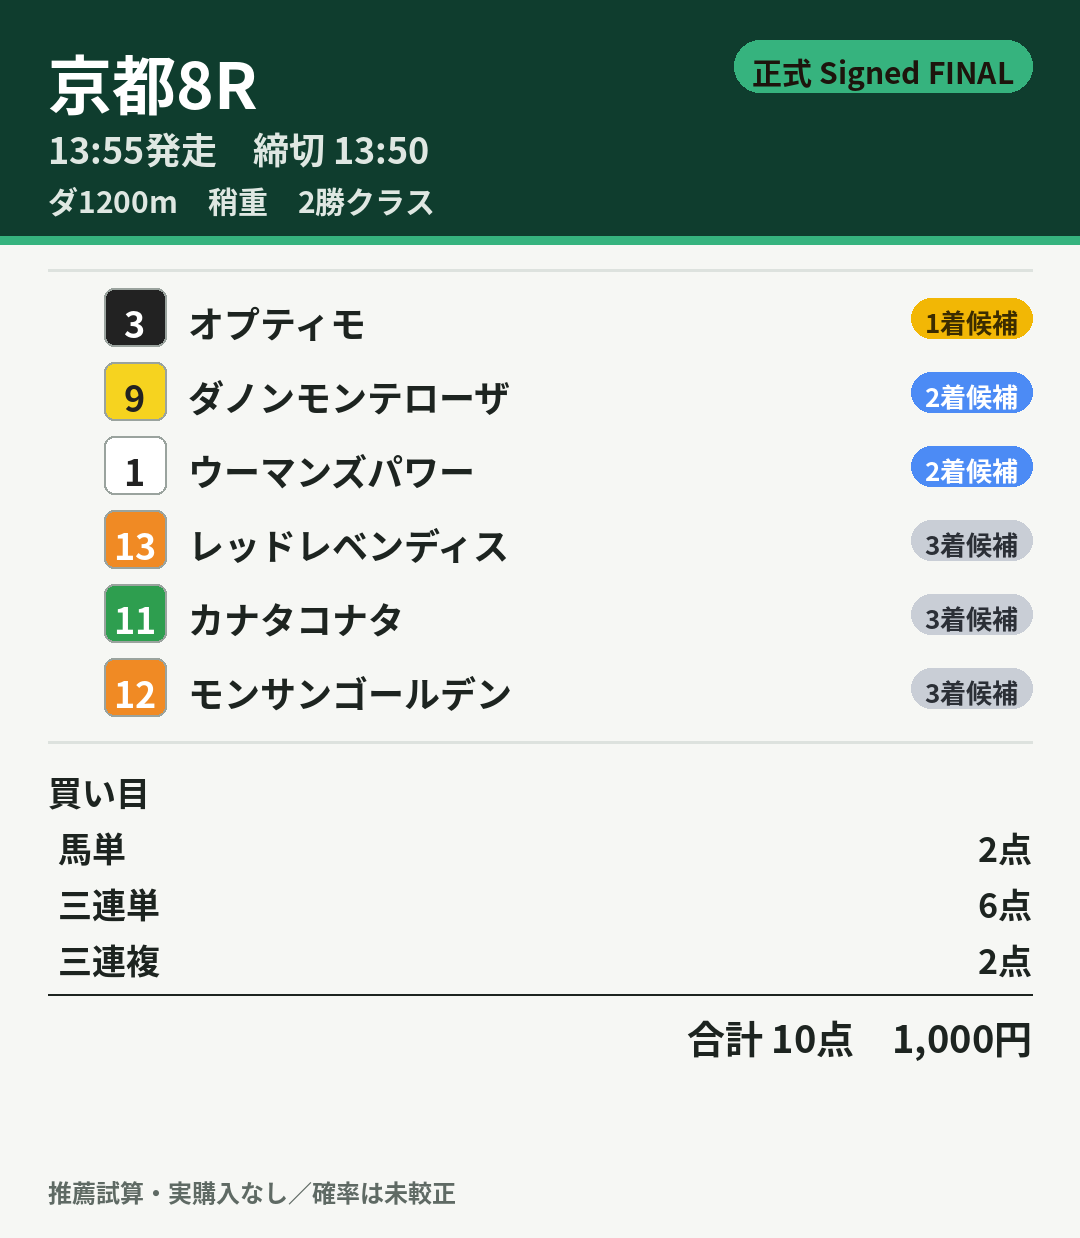 京都8R
正式 Signed FINAL
13:55発走　締切 13:50
ダ1200m　稍重　2勝クラス
3 オプティモ 1着候補
9 ダノンモンテローザ 2着候補
1 ウーマンズパワー 2着候補
13 レッドレベンディス 3着候補
11 カナタコナタ 3着候補
12 モンサンゴールデン 3着候補
買い目
馬単 2点
三連単 6点
三連複 2点
合計 10点　1,000円
推薦試算・実購入なし／確率は未較正